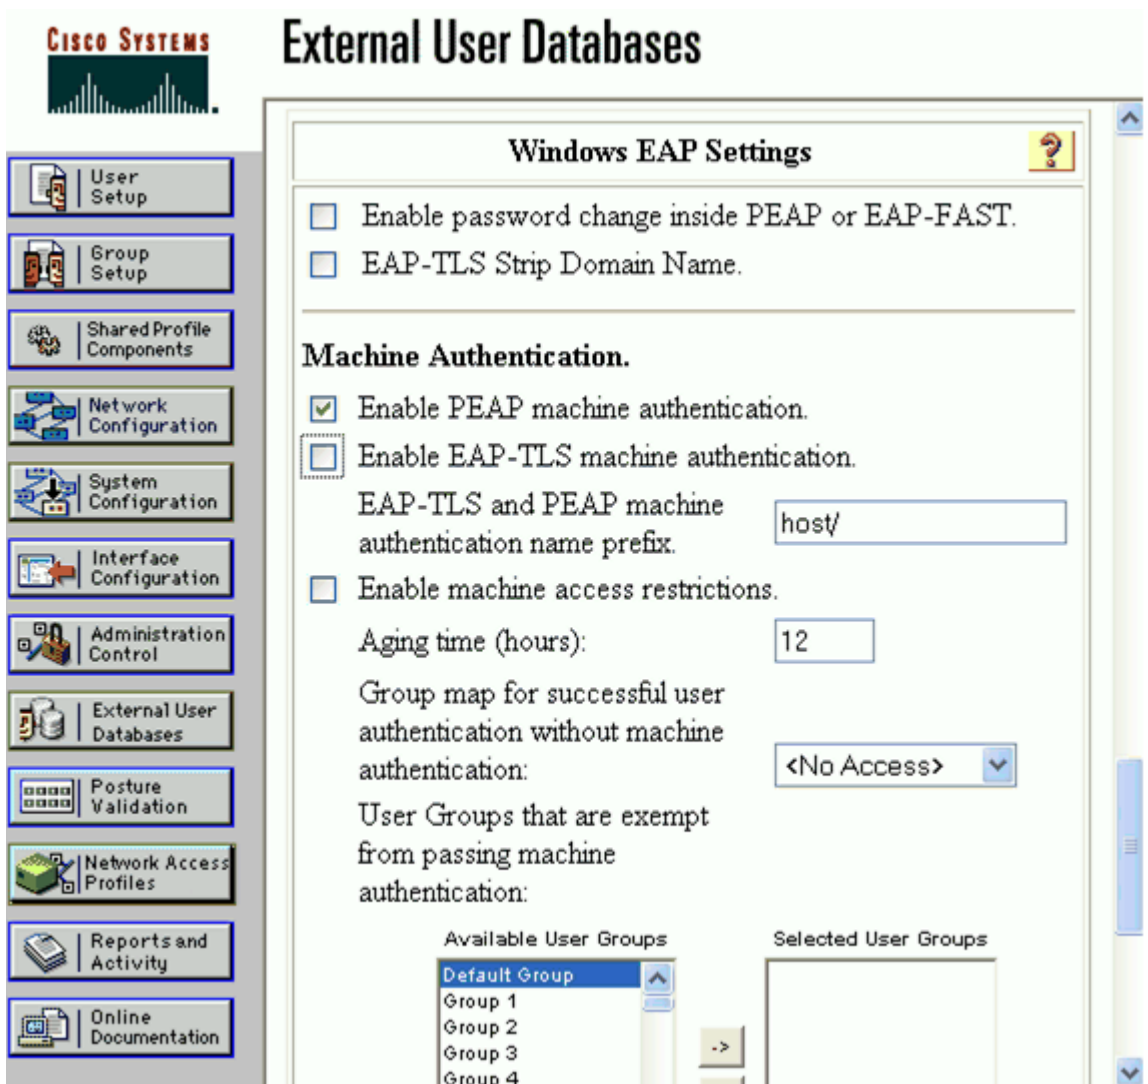 CISCO SYSTEMS
External User Databases
User
Setup
Group
Setup
Shared Profile
Components
Network
Configuration
System
Configuration
Interface
Configuration
Administration
Control
External User
Databases
Posture
Validation
Network Access
Profiles
Reports and
Activity
Online
Documentation
Windows EAP Settings
?
Enable password change inside PEAP or EAP-FAST.
EAP-TLS Strip Domain Name.
Machine Authentication.
Enable PEAP machine authentication.
Enable EAP-TLS machine authentication.
EAP-TLS and PEAP machine
authentication name prefix.
host/
Enable machine access restrictions.
Aging time (hours):
12
Group map for successful user
authentication without machine
authentication:
<No Access>
User Groups that are exempt
from passing machine
authentication:
Available User Groups
Selected User Groups
Default Group
Group 1
Group 2
Group 3
Group 4
->